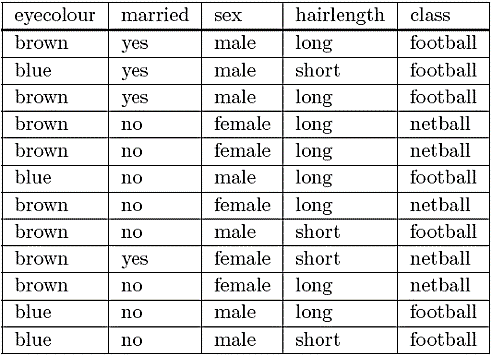 eyecolour married sex hairlength class
brown yes male long football
blue yes male short football
brown yes male long football
brown no female long netball
brown no female long netball
blue no male long football
brown no female long netball
brown no male short football
brown yes female short netball
brown no female long netball
blue no male long football
blue no male short football